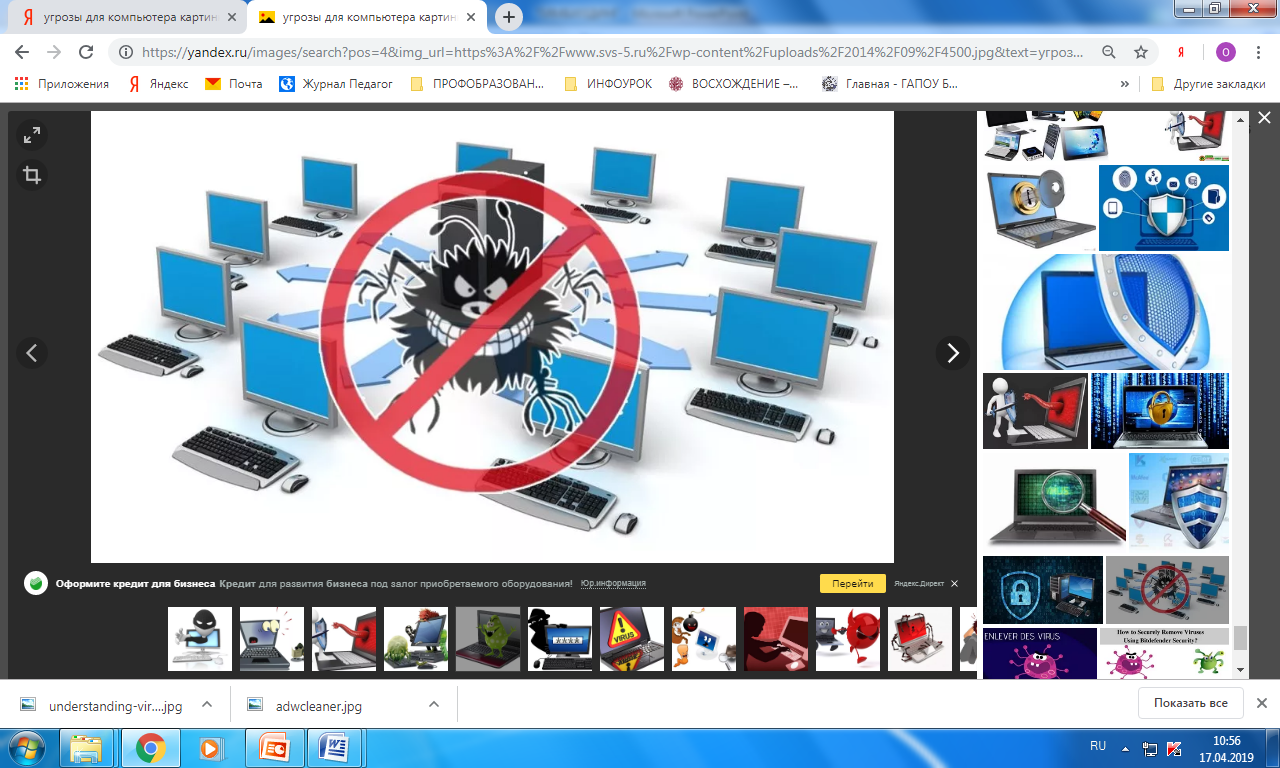 угрозы для компьютера картин
угрозы для компьютера картин
https://yandex.ru/images/search?pos=4&img_url=https%3A%2F%2Fwww.svs-5.ru%2Fwp-content%2Fuploads%2F2014%2F09%2F4500.jpg&text=угроз...
О
Приложения
Яндекс
Почта
Журнал Педагог
ПРОФОБРАЗОВАН...
ИНФОУРОК
ВОСХОЖДЕНИЕ –...
Главная - ГАПОУ Б...
»
Другие закладки
Оформите кредит для бизнеса Кредит для развития бизнеса под залог приобретаемого оборудования! Юр.информация
Перейти
Яндекс.Директ
VIRUS
ENLEVER DES VIRUS
How to Securely Remove Viruses
Using Bitdefender Security?
understanding-vir....jpg
adwcleaner.jpg
Показать все
RU
10:56
17.04.2019